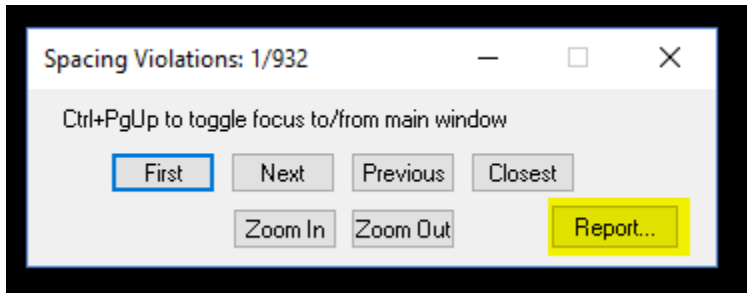 Spacing Violations: 1/932
Ctrl+PgUp to toggle focus to/from main window
First Next Previous Closest
Zoom In Zoom Out Report...